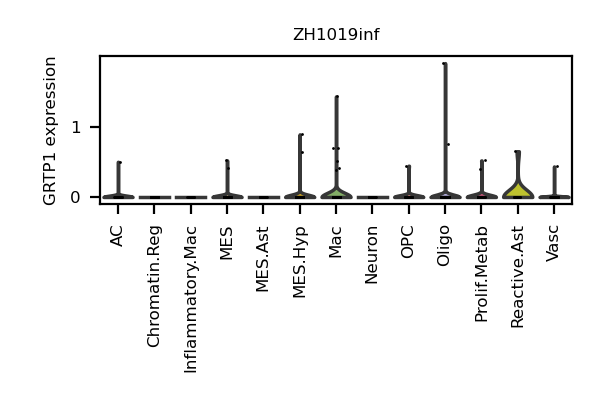 ZH1019inf
GRTP1 expression
1
0
AC
Chromatin.Reg
Inflammatory.Mac
MES
MES.Ast
MES.Hyp
Mac
Neuron
OPC
Oligo
Prolif.Metab
Reactive.Ast
Vasc